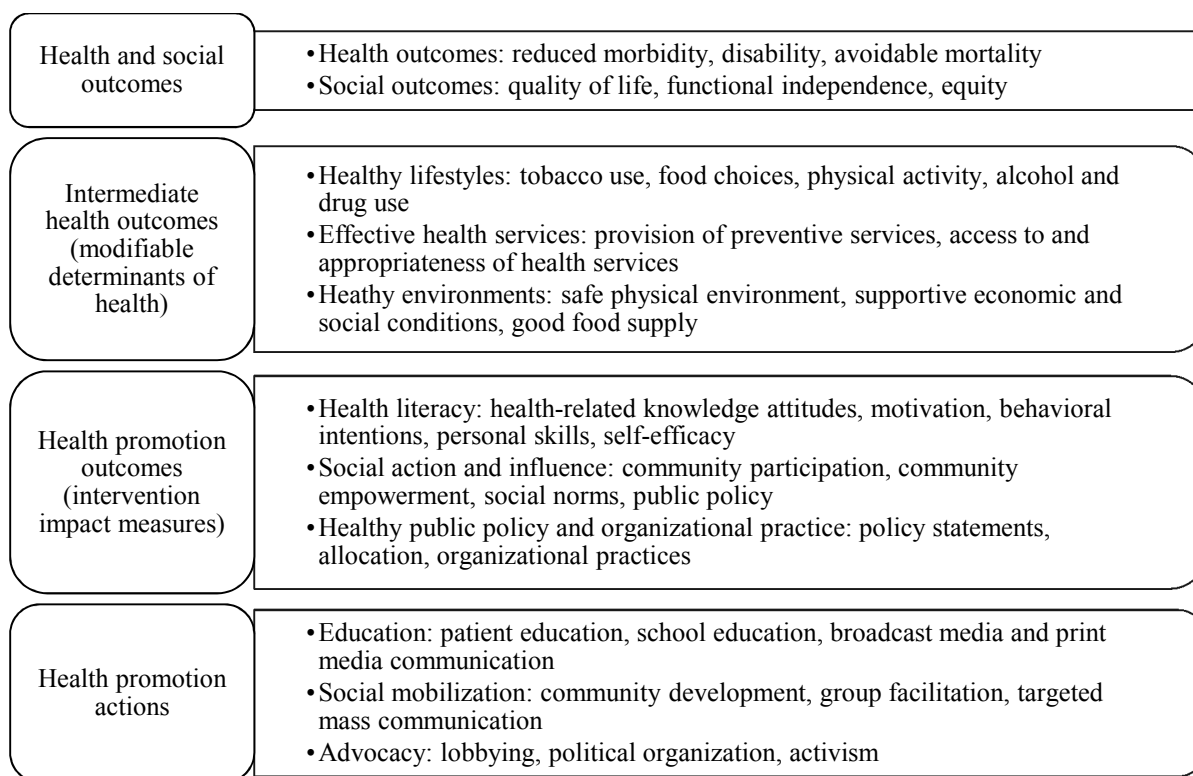 Health and social
outcomes
•Health outcomes: reduced morbidity, disability, avoidable mortality
•Social outcomes: quality of life, functional independence, equity
Intermediate
health outcomes
(modifiable
determinants of
health)
•Healthy lifestyles: tobacco use, food choices, physical activity, alcohol and
drug use
•Effective health services: provision of preventive services, access to and
appropriateness of health services
•Heathy environments: safe physical environment, supportive economic and
social conditions, good food supply
Health promotion
outcomes
(intervention
impact measures)
•Health literacy: health-related knowledge attitudes, motivation, behavioral
intentions, personal skills, self-efficacy
•Social action and influence: community participation, community
empowerment, social norms, public policy
•Healthy public policy and organizational practice: policy statements,
allocation, organizational practices
Health promotion
actions
•Education: patient education, school education, broadcast media and print
media communication
•Social mobilization: community development, group facilitation, targeted
mass communication
•Advocacy: lobbying, political organization, activism